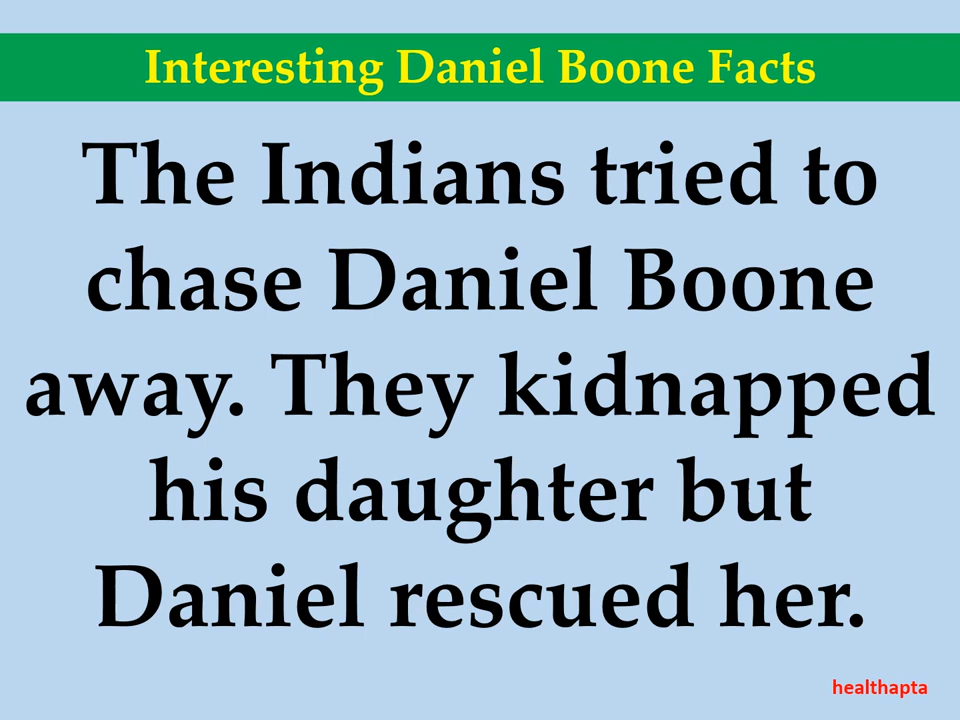 Interesting Daniel Boone Facts
The Indians tried to
chase Daniel Boone
away. They kidnapped
his daughter but
Daniel rescued her.
healthapta